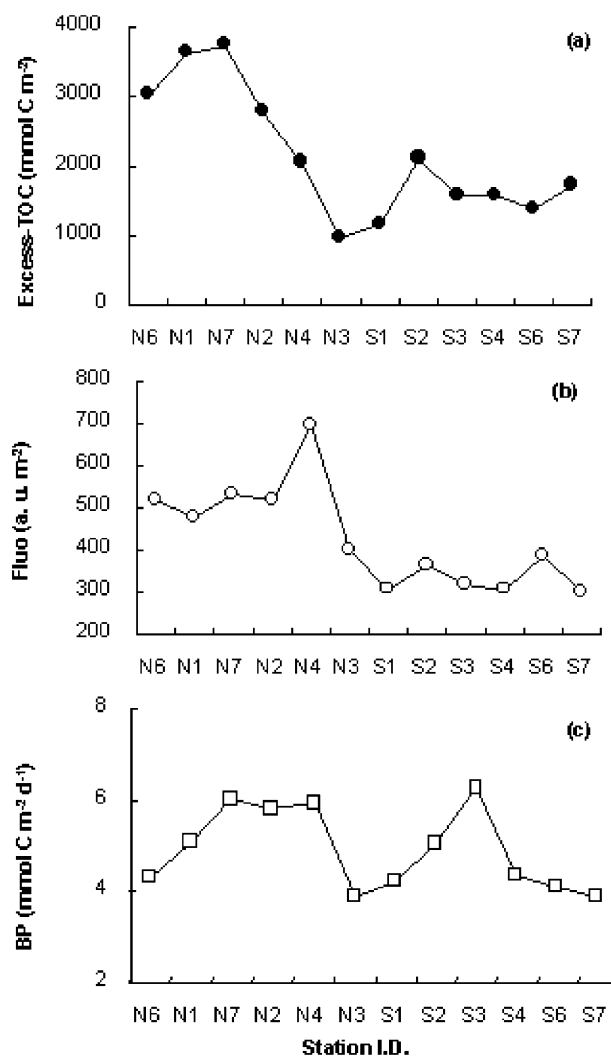 (a)
Excess-TOC (mmol C m⁻²)
4000
3000
2000
1000
0
N6 N1 N7 N2 N4 N3 S1 S2 S3 S4 S6 S7
(b)
Fluo (a. u. m⁻²)
800
700
600
500
400
300
200
N6 N1 N7 N2 N4 N3 S1 S2 S3 S4 S6 S7
(c)
BP (mmol C m⁻² d⁻¹)
8
6
4
2
N6 N1 N7 N2 N4 N3 S1 S2 S3 S4 S6 S7
Station I.D.